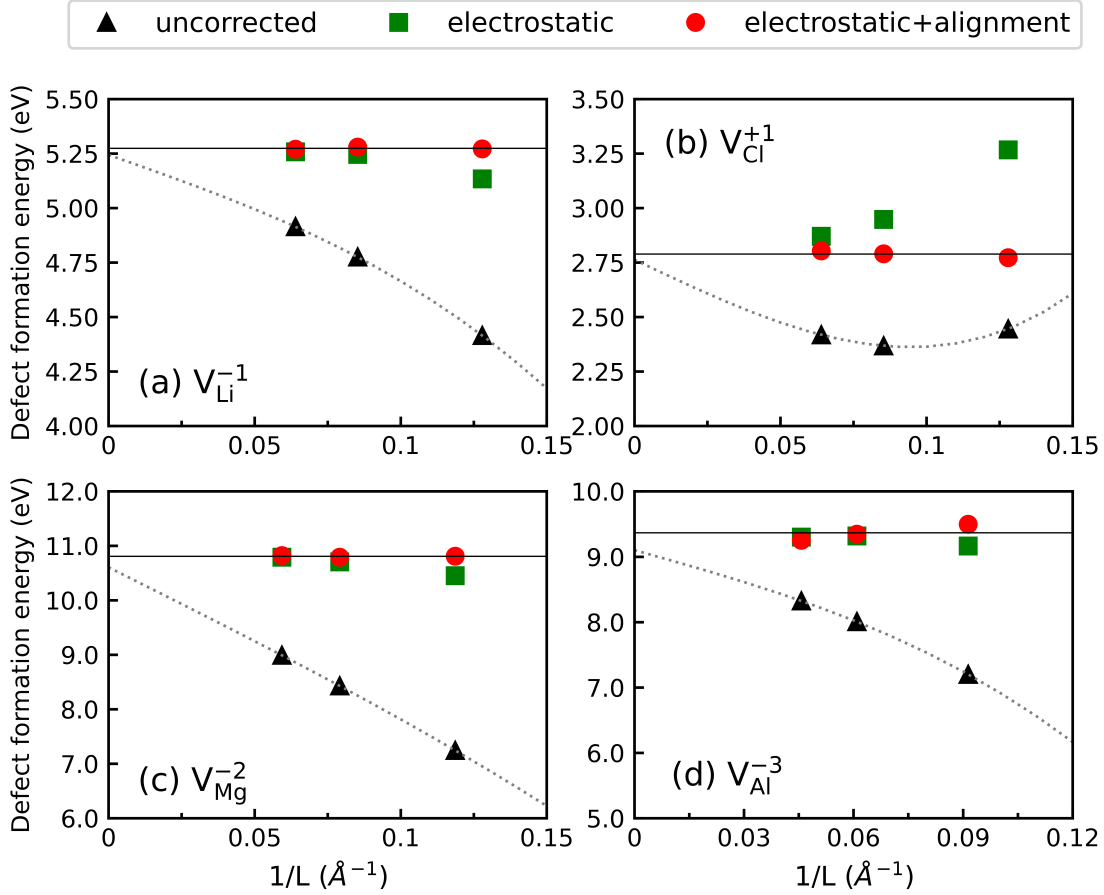 uncorrected electrostatic electrostatic+alignment
Defect formation energy (eV)
5.50
5.25
5.00
4.75
4.50
4.25
4.00
(a) V_Li^−1
0 0.05 0.1 0.15
3.50
3.25
3.00
2.75
2.50
2.25
2.00
(b) V_Cl^+1
0 0.05 0.1 0.15
Defect formation energy (eV)
12.0
11.0
10.0
9.0
8.0
7.0
6.0
(c) V_Mg^−2
0 0.05 0.1 0.15
1/L (Å^−1)
10.0
9.0
8.0
7.0
6.0
5.0
(d) V_Al^−3
0 0.03 0.06 0.09 0.12
1/L (Å^−1)